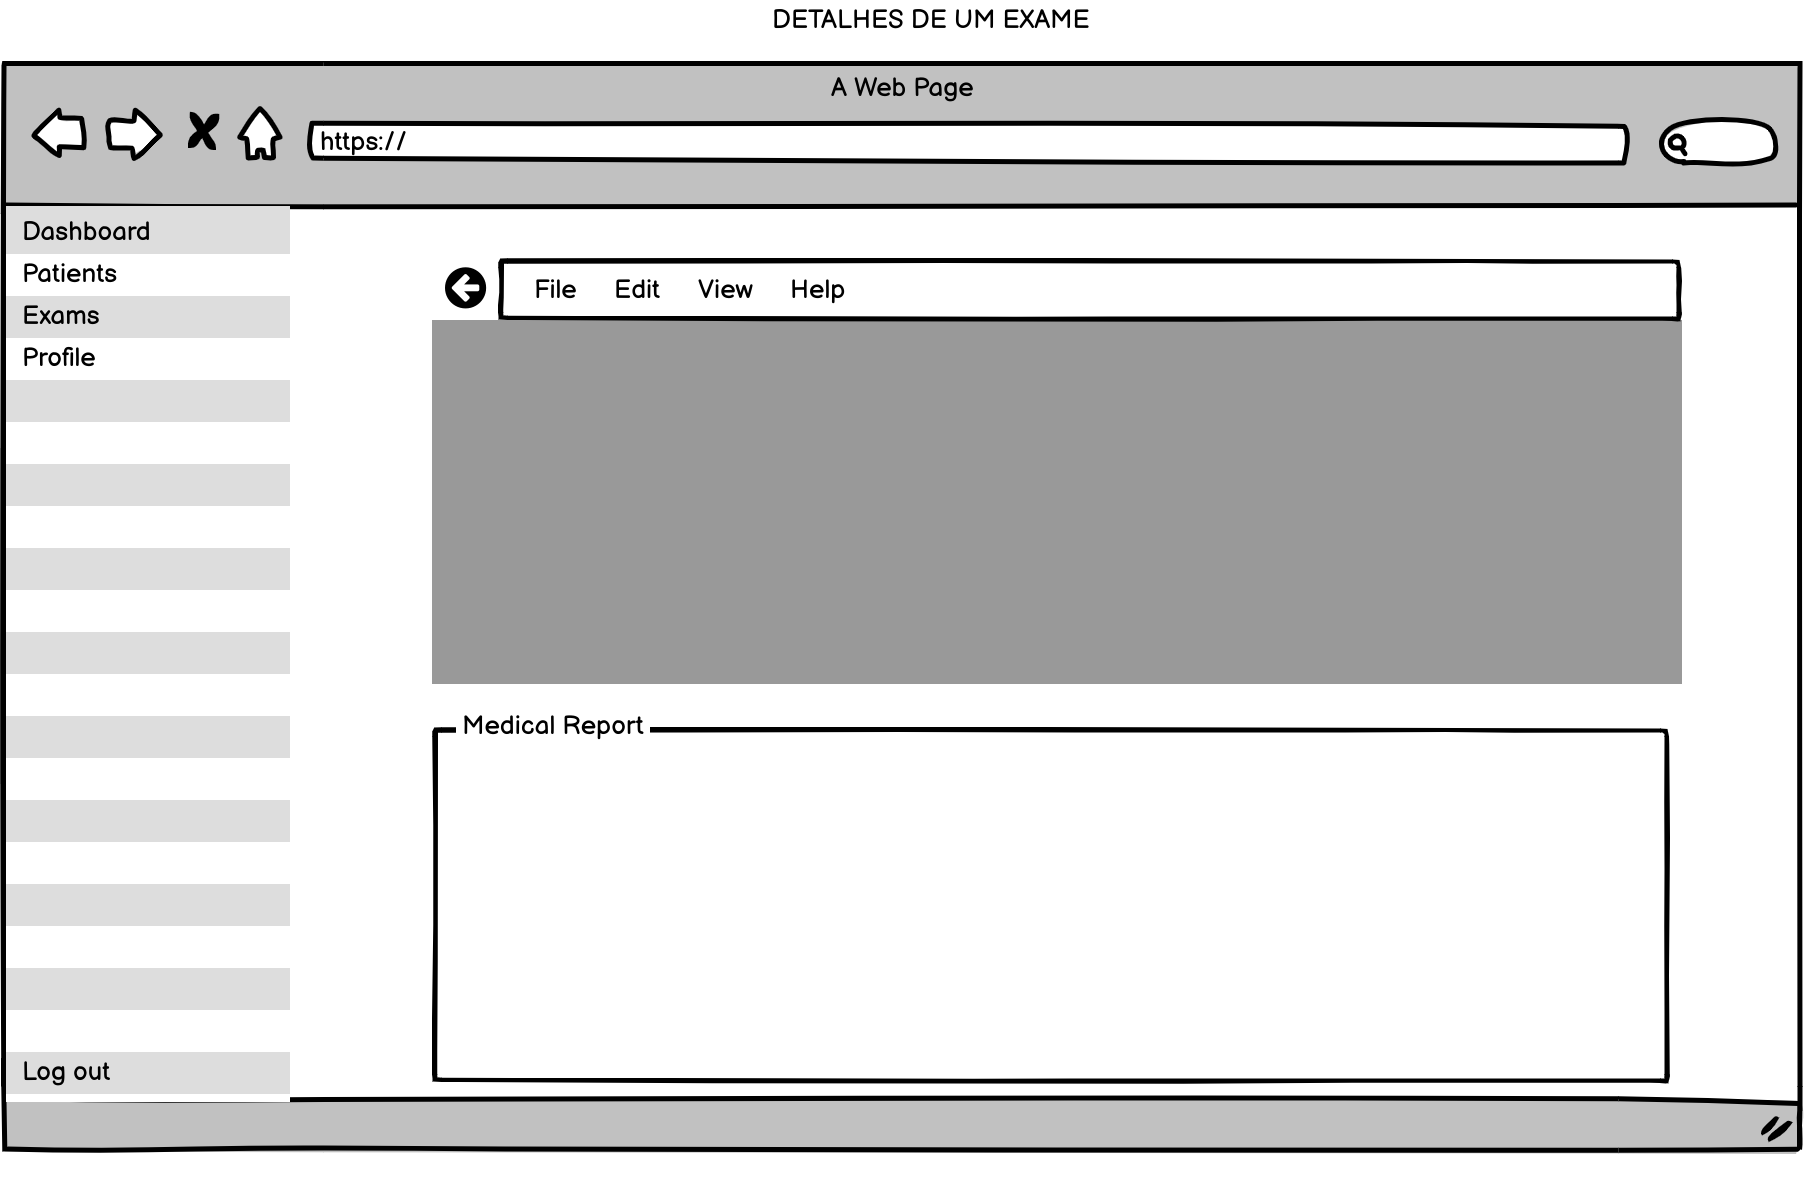 DETALHES DE UM EXAME
A Web Page
https://
Dashboard
Patients
Exams
Profile
Log out
File Edit View Help
Medical Report